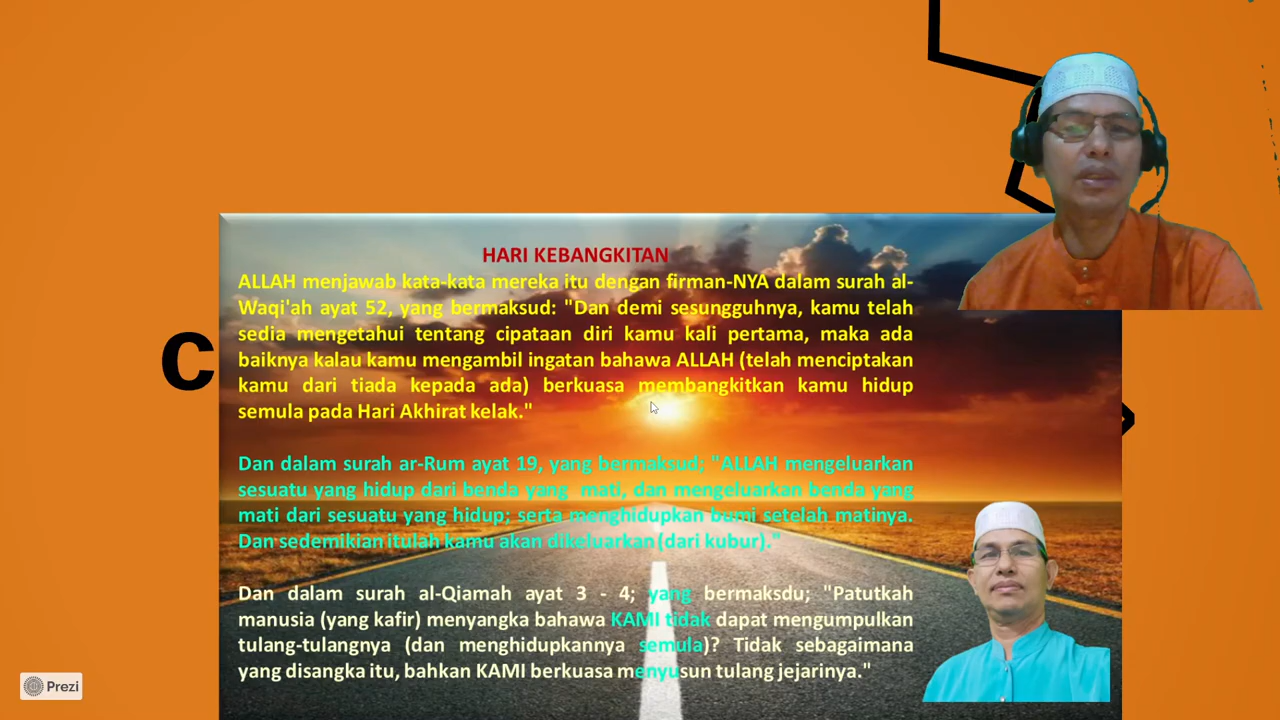 HARI KEBANGKITAN
ALLAH menjawab kata-kata mereka itu dengan firman-NYA dalam surah al-
Waqi'ah ayat 52, yang bermaksud: "Dan demi sesungguhnya, kamu telah
sedia mengetahui tentang cipataan diri kamu kali pertama, maka ada
baiknya kalau kamu mengambil ingatan bahawa ALLAH (telah menciptakan
kamu dari tiada kepada ada) berkuasa membangkitkan kamu hidup
semula pada Hari Akhirat kelak."
Dan dalam surah ar-Rum ayat 19, yang bermaksud; "ALLAH mengeluarkan
sesuatu yang hidup dari benda yang mati, dan mengeluarkan benda yang
mati dari sesuatu yang hidup; serta menghidupkan bumi setelah matinya.
Dan sedemikian itulah kamu akan dikeluarkan (dari kubur)."
Dan dalam surah al-Qiamah ayat 3 - 4; yang bermaksdu; "Patutkah
manusia (yang kafir) menyangka bahawa KAMI tidak dapat mengumpulkan
tulang-tulangnya (dan menghidupkannya semula)? Tidak sebagaimana
yang disangka itu, bahkan KAMI berkuasa menyusun tulang jejarinya."
Prezi